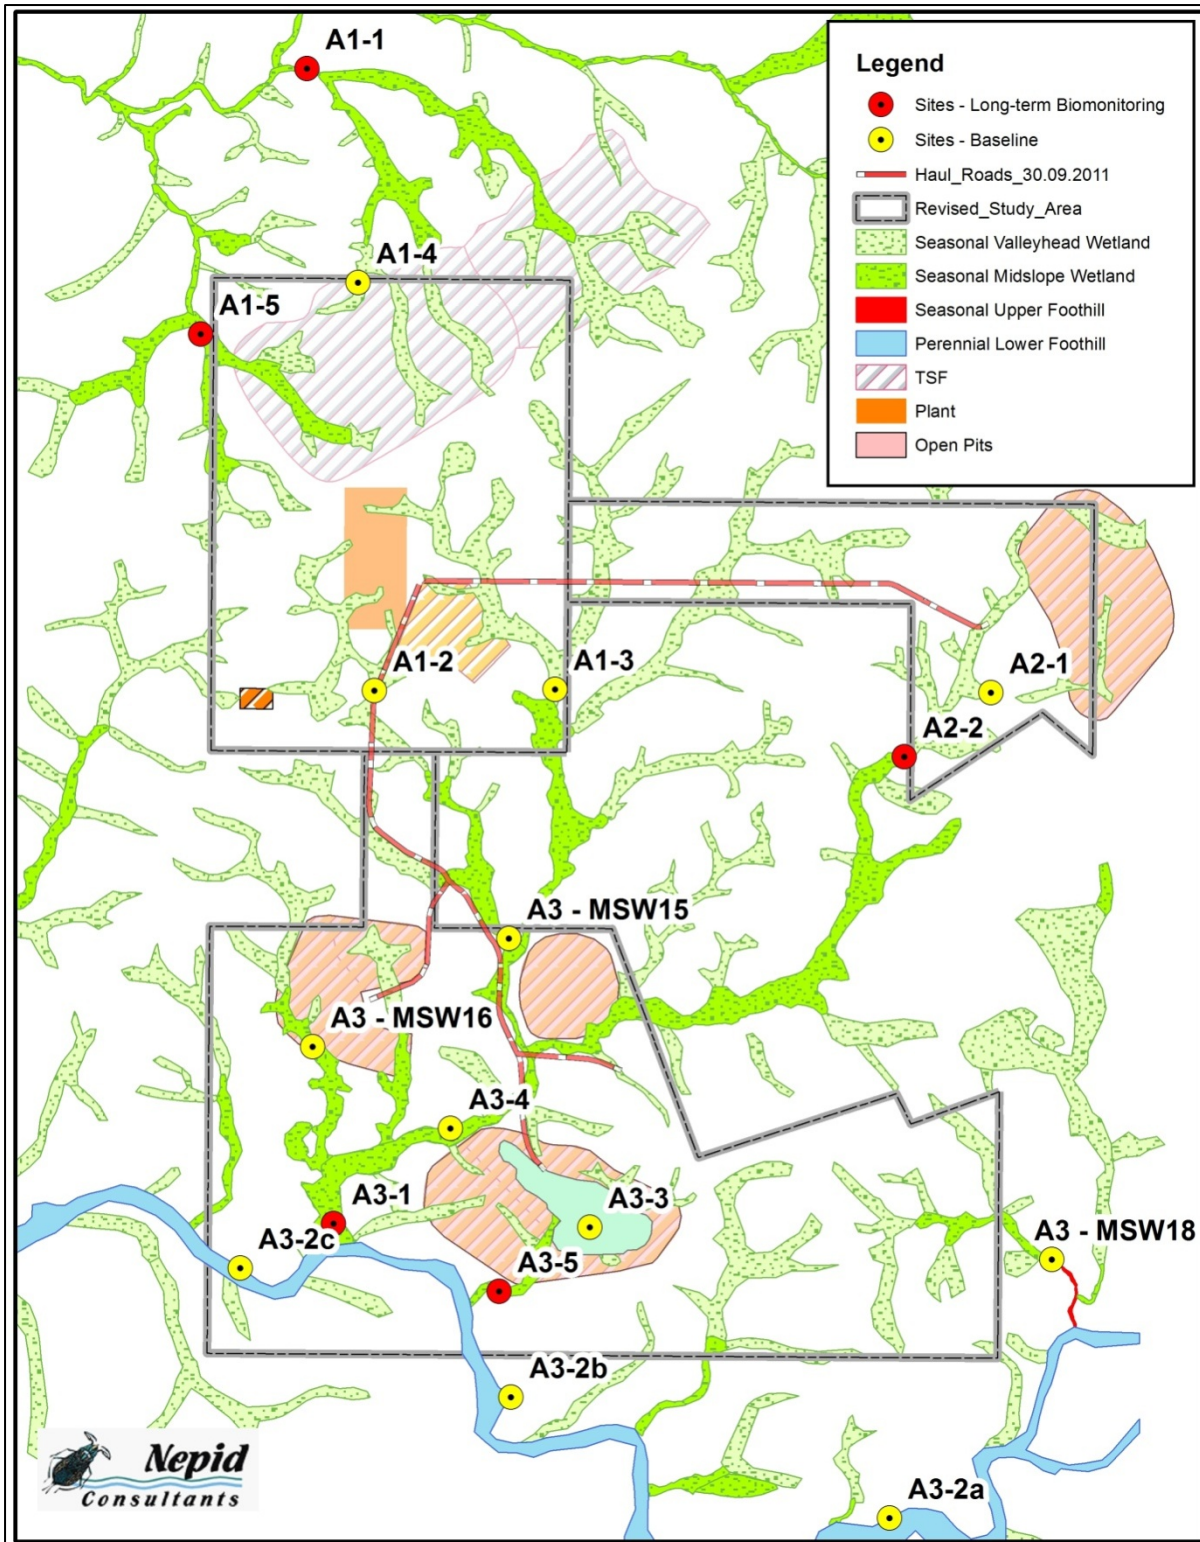 A1-1
Legend
Sites - Long-term Biomonitoring
Sites - Baseline
Haul_Roads_30.09.2011
Revised_Study_Area
Seasonal Valleyhead Wetland
Seasonal Midslope Wetland
Seasonal Upper Foothill
Perennial Lower Foothill
TSF
Plant
Open Pits
A1-4
A1-5
A1-2
A1-3
A2-1
A2-2
A3 - MSW15
A3 - MSW16
A3-4
A3-1
A3-3
A3-2c
A3 - MSW18
A3-5
A3-2b
Nepid
Consultants
A3-2a